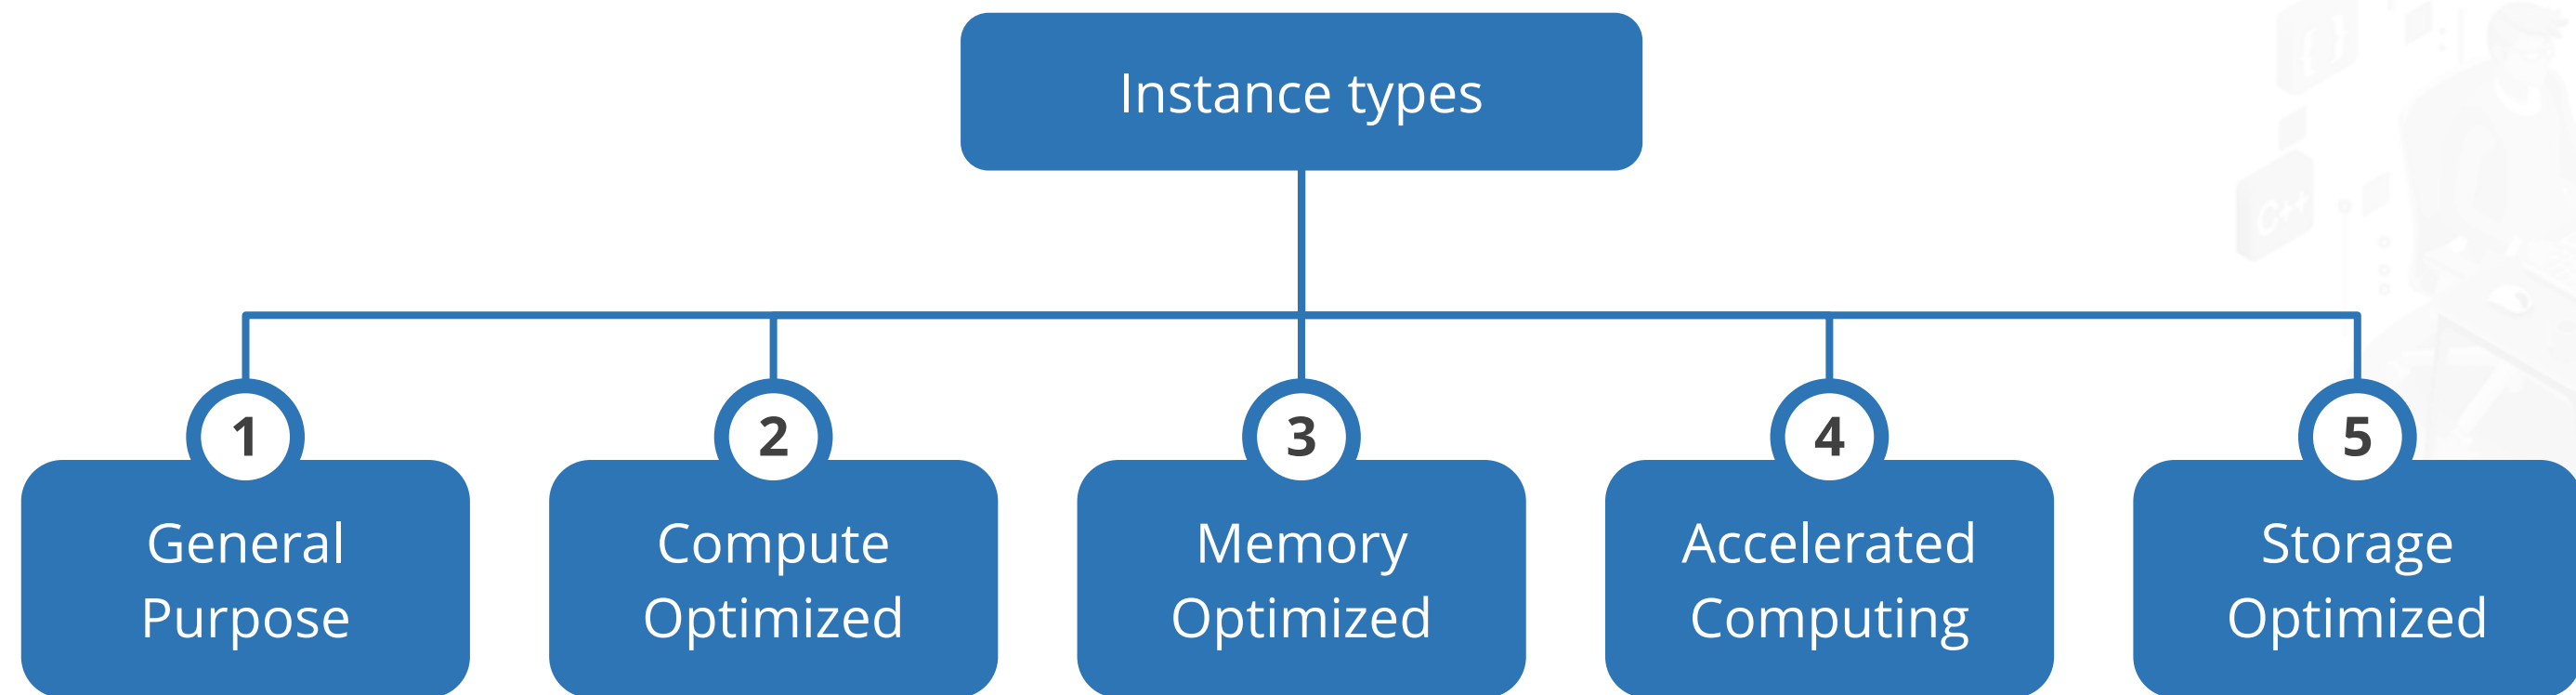 Instance types
1
2
3
4
5
General
Purpose
Compute
Optimized
Memory
Optimized
Accelerated
Computing
Storage
Optimized
{ }
C++